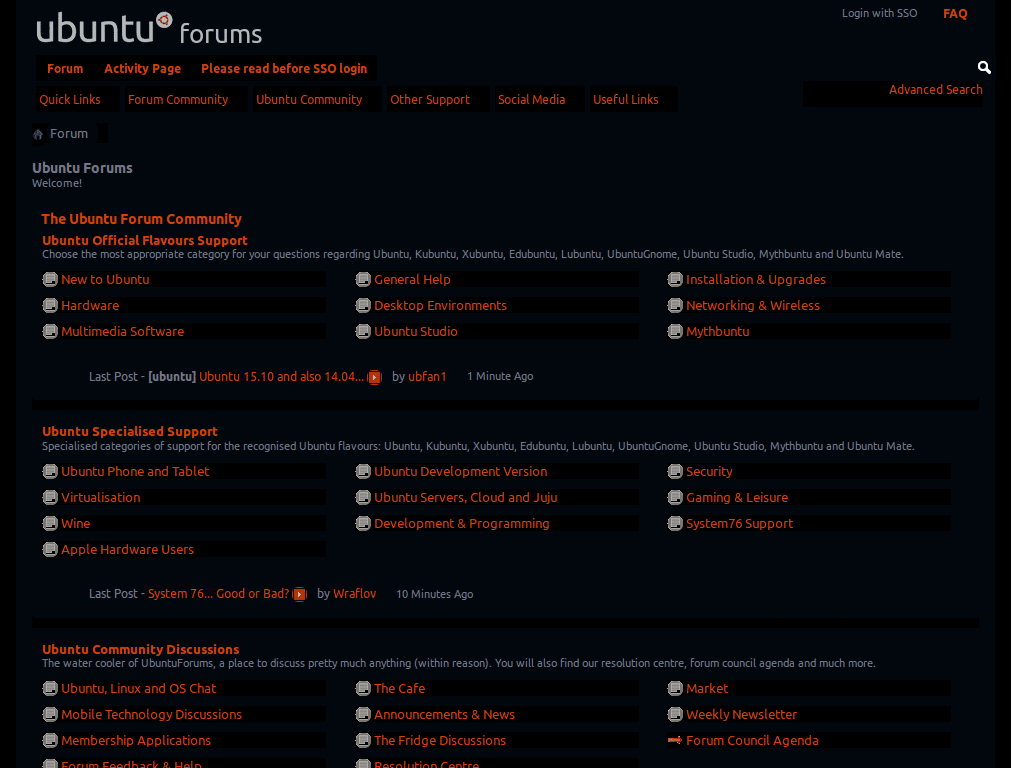 ubuntu forums
Login with SSO FAQ
Forum Activity Page Please read before SSO login
Quick Links Forum Community Ubuntu Community Other Support Social Media Useful Links
Advanced Search
Forum
Ubuntu Forums
Welcome!
The Ubuntu Forum Community
Ubuntu Official Flavours Support
Choose the most appropriate category for your questions regarding Ubuntu, Kubuntu, Xubuntu, Edubuntu, Lubuntu, UbuntuGnome, Ubuntu Studio, Mythbuntu and Ubuntu Mate.
New to Ubuntu General Help Installation & Upgrades
Hardware Desktop Environments Networking & Wireless
Multimedia Software Ubuntu Studio Mythbuntu
Last Post - [ubuntu] Ubuntu 15.10 and also 14.04... by ubfan1 1 Minute Ago
Ubuntu Specialised Support
Specialised categories of support for the recognised Ubuntu flavours: Ubuntu, Kubuntu, Xubuntu, Edubuntu, Lubuntu, UbuntuGnome, Ubuntu Studio, Mythbuntu and Ubuntu Mate.
Ubuntu Phone and Tablet Ubuntu Development Version Security
Virtualisation Ubuntu Servers, Cloud and Juju Gaming & Leisure
Wine Development & Programming System76 Support
Apple Hardware Users
Last Post - System 76... Good or Bad? by Wraflov 10 Minutes Ago
Ubuntu Community Discussions
The water cooler of UbuntuForums, a place to discuss pretty much anything (within reason). You will also find our resolution centre, forum council agenda and much more.
Ubuntu, Linux and OS Chat The Cafe Market
Mobile Technology Discussions Announcements & News Weekly Newsletter
Membership Applications The Fridge Discussions Forum Council Agenda
Forum Feedback & Help Resolution Centre